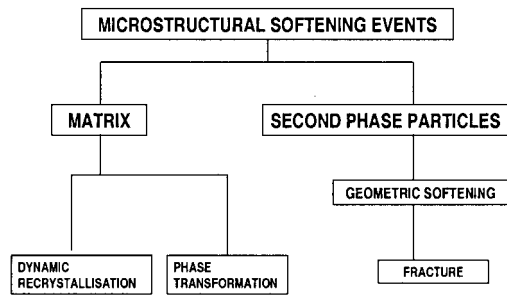 MICROSTRUCTURAL SOFTENING EVENTS
MATRIX
SECOND PHASE PARTICLES
GEOMETRIC SOFTENING
DYNAMIC
RECRYSTALLISATION
PHASE
TRANSFORMATION
FRACTURE